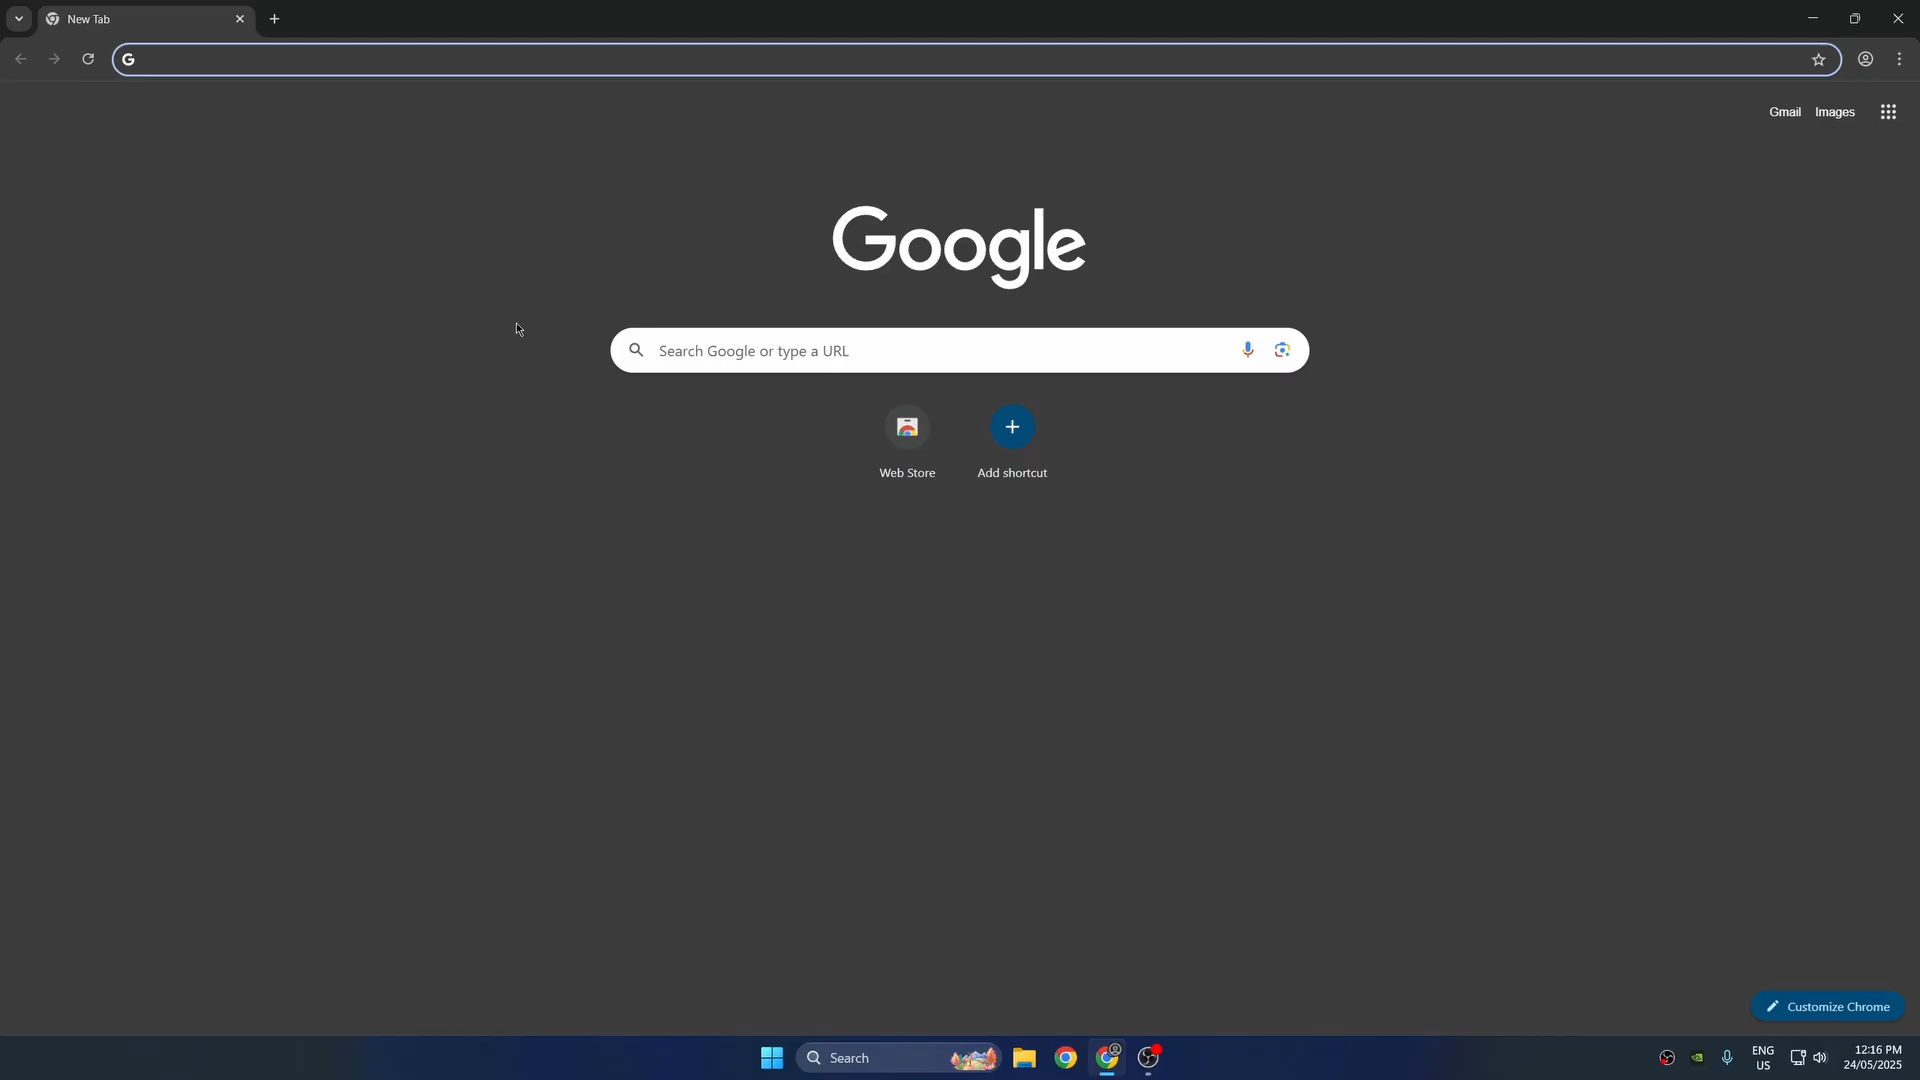 New Tab
Gmail Images
Google
Search Google or type a URL
Web Store
Add shortcut
Customize Chrome
Search
ENG
US
12:16 PM
24/05/2025